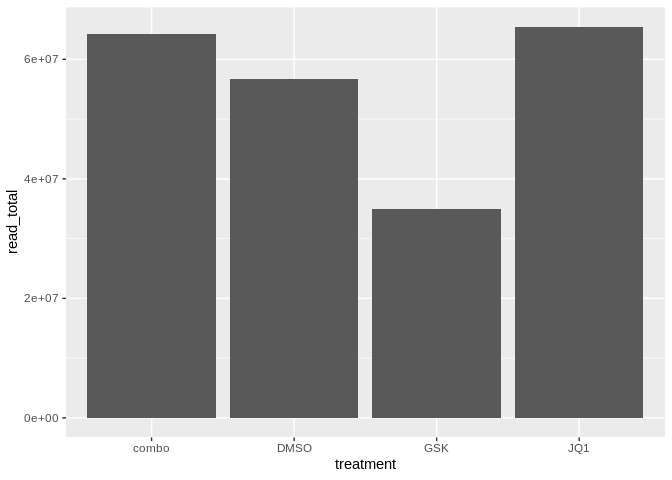 read_total
6e+07
4e+07
2e+07
0e+00
combo DMSO GSK JQ1
treatment